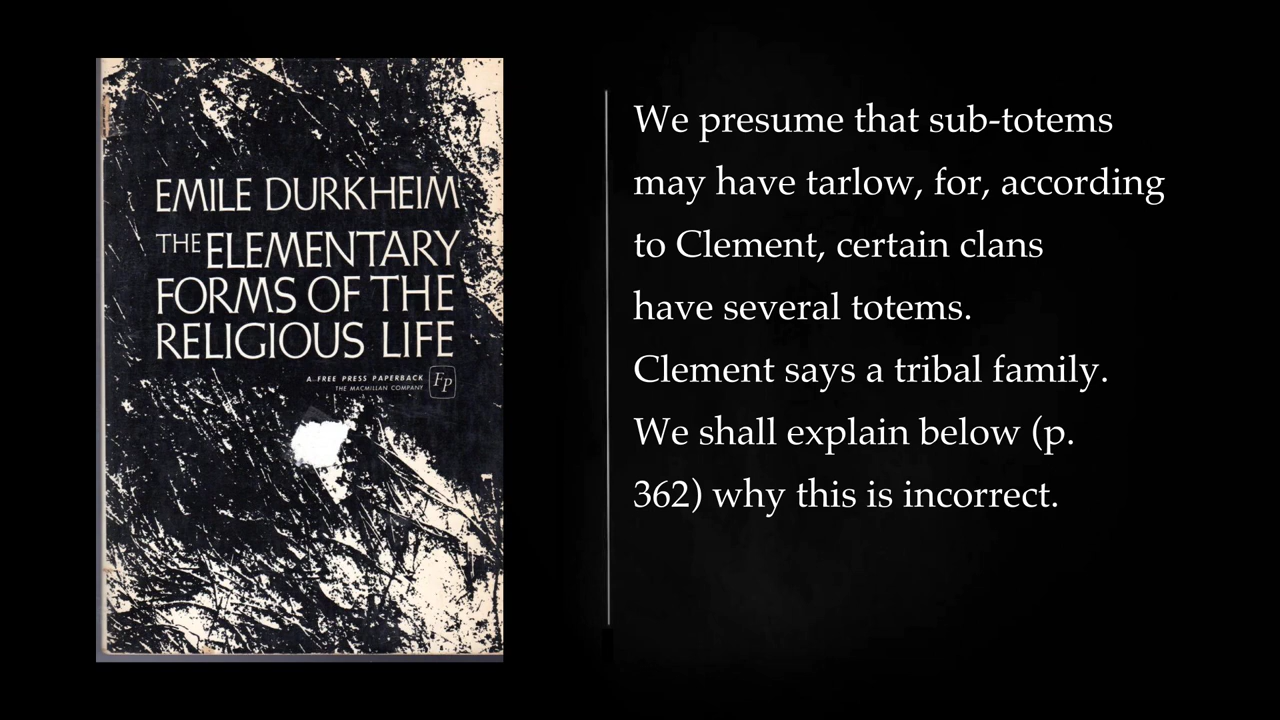 EMILE DURKHEIM
THE ELEMENTARY
FORMS OF THE
RELIGIOUS LIFE
A FREE PRESS PAPERBACK
THE MACMILLAN COMPANY
Fp
We presume that sub-totems
may have tarlow, for, according
to Clement, certain clans
have several totems.
Clement says a tribal family.
We shall explain below (p.
362) why this is incorrect.